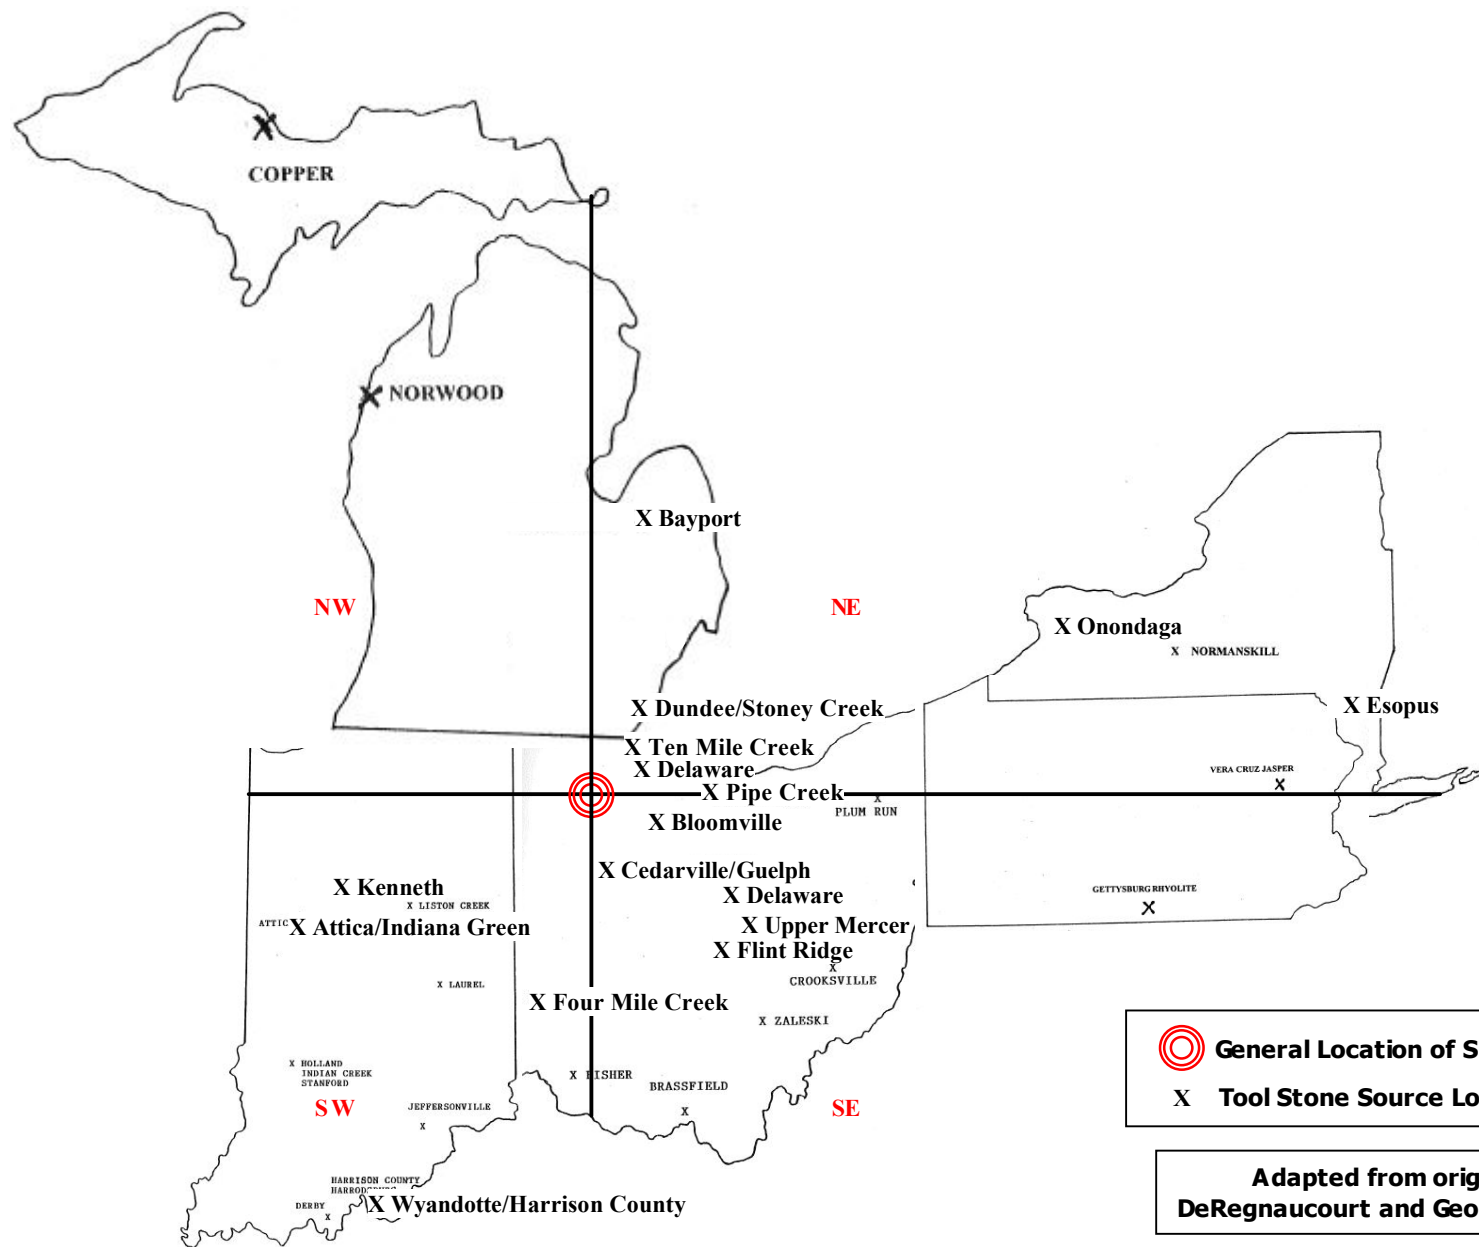 COPPER
NORWOOD
X Bayport
NW
NE
X Onondaga
X NORMANSKILL
X Dundee/Stoney Creek
X Esopus
X Ten Mile Creek
X Delaware
VERA CRUZ JASPER
X
X Pipe Creek
X
PLUM RUN
X Bloomville
X Cedarville/Guelph
X Kenneth
X Delaware
GETTYSBURG RHYOLITE
X
X LISTON CREEK
ATTIC
X Attica/Indiana Green
X Upper Mercer
X Flint Ridge
X
CROOKSVILLE
X LAUREL
X Four Mile Creek
X ZALESKI
X HOLLAND
INDIAN CREEK
STANFORD
X FISHER
BRASSFIELD
X
SW
SE
JEFFERSONVILLE
X
HARRISON COUNTY
X Wyandotte/Harrison County
DERBY
X
General Location of S
X Tool Stone Source Lo
Adapted from orig
DeRegnaucourt and Geo